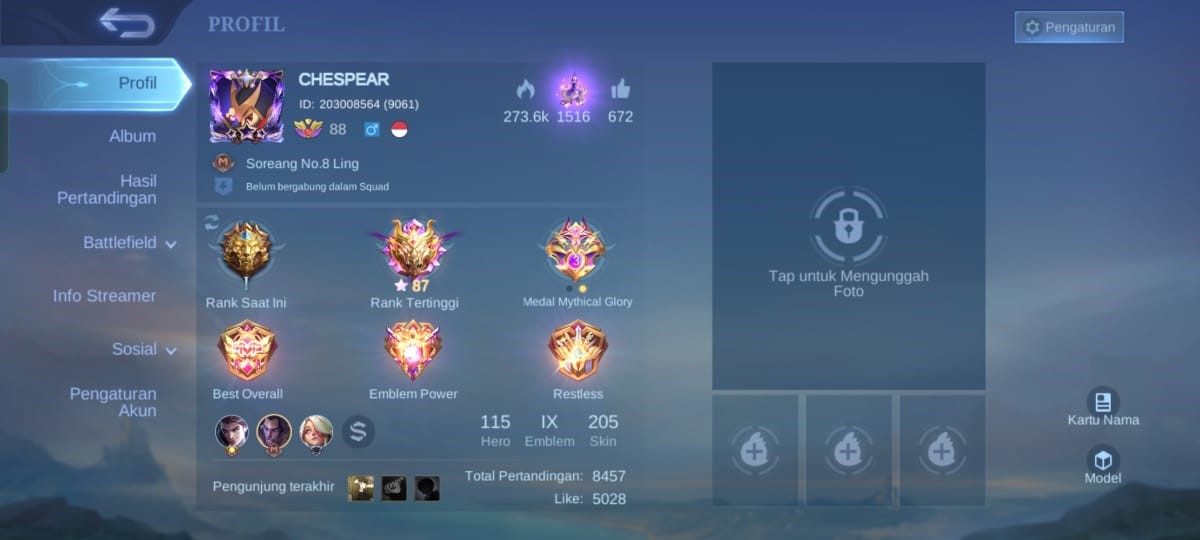 PROFIL
Pengaturan
Profil
Album
Hasil
Pertandingan
Battlefield
Info Streamer
Sosial
Pengaturan
Akun
CHESPEAR
ID: 203008564 (9061)
88
273.6k 1516 672
Soreang No.8 Ling
Belum bergabung dalam Squad
87
3
Rank Saat Ini
Rank Tertinggi
Medal Mythical Glory
Best Overall
Emblem Power
Restless
115 IX 205
Hero Emblem Skin
Pengunjung terakhir
Total Pertandingan: 8457
Like: 5028
Tap untuk Mengunggah
Foto
Kartu Nama
Model